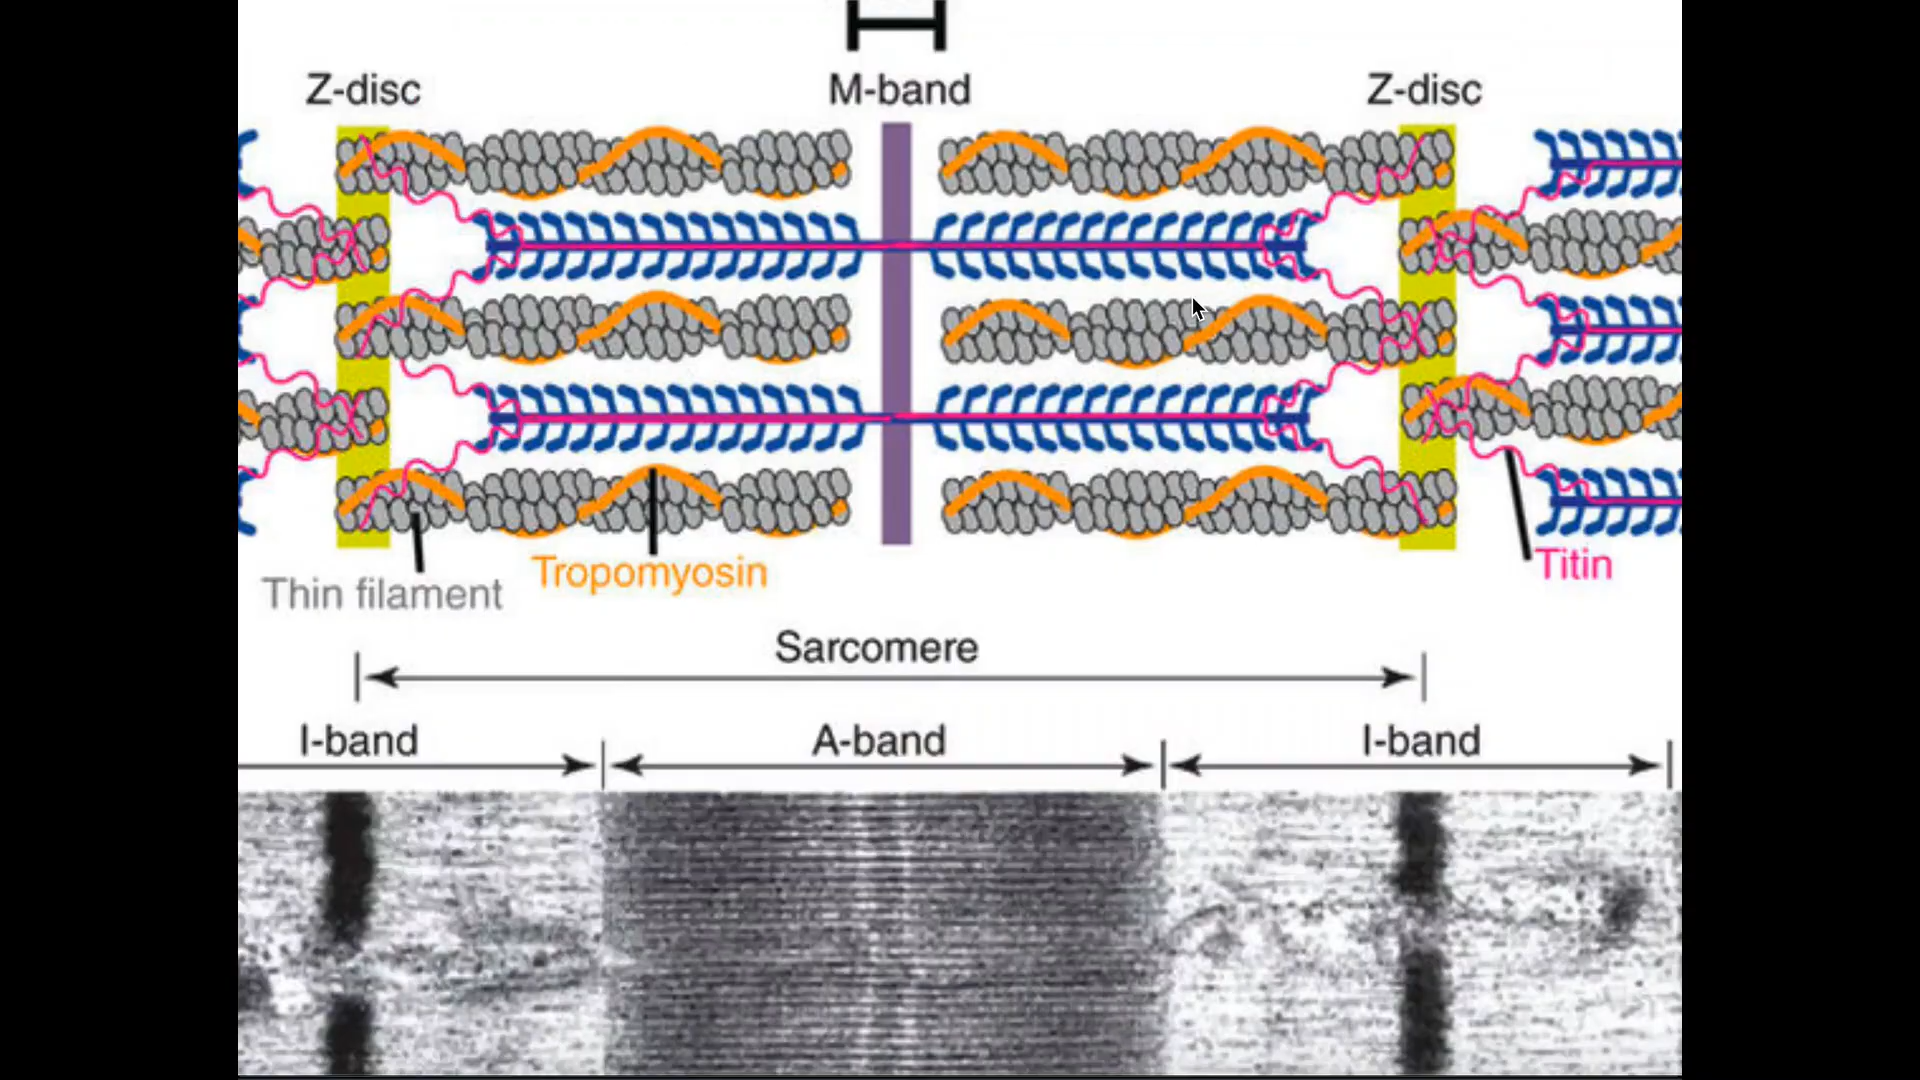 Z-disc
M-band
Z-disc
Thin filament
Tropomyosin
Titin
Sarcomere
I-band
A-band
I-band